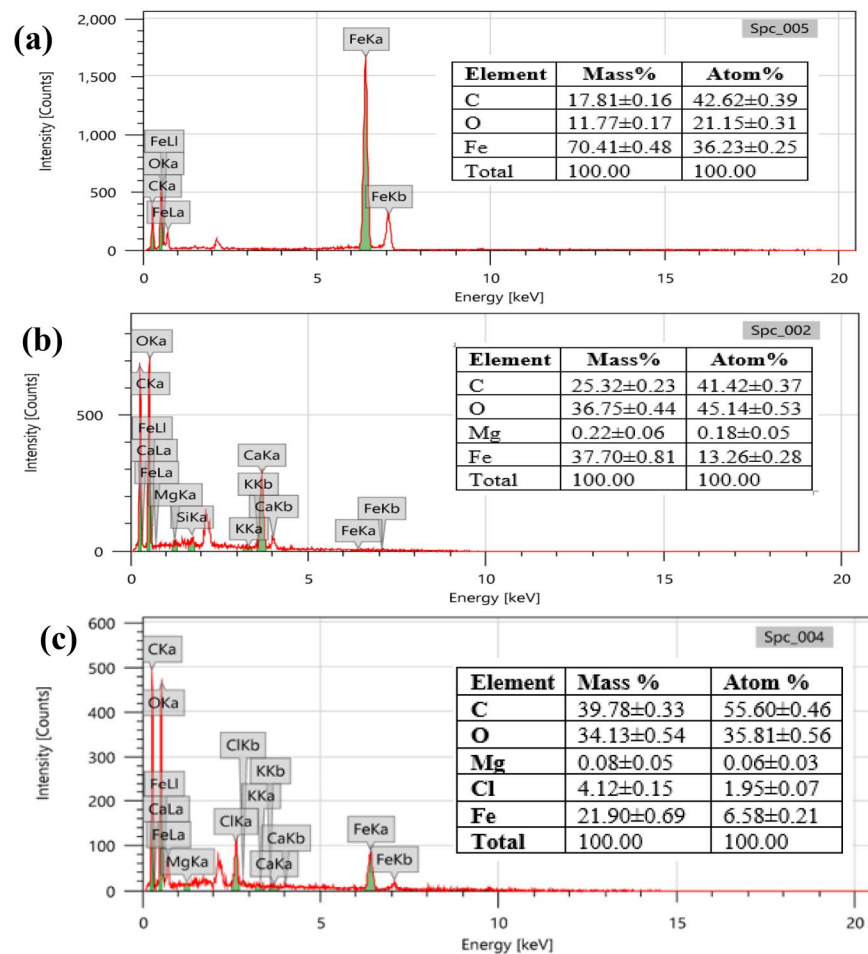 (a)
Spc_005
2,000
1,500
1,000
500
0
Intensity [Counts]
FeKa
FeLl
OKa
CKa
FeLa
FeKb
Element Mass% Atom%
C 17.81±0.16 42.62±0.39
O 11.77±0.17 21.15±0.31
Fe 70.41±0.48 36.23±0.25
Total 100.00 100.00
0 5 10 15 20
Energy [keV]
(b)
Spc_002
500
0
Intensity [Counts]
OKa
CKa
FeLl
CaLa
FeLa
MgKa
SiKa
CaKa
KKb
CaKb
KKa
FeKa
FeKb
Element Mass% Atom%
C 25.32±0.23 41.42±0.37
O 36.75±0.44 45.14±0.53
Mg 0.22±0.06 0.18±0.05
Fe 37.70±0.81 13.26±0.28
Total 100.00 100.00
0 5 10 15 20
Energy [keV]
(c)
Spc_004
600
500
400
300
200
100
0
Intensity [Counts]
CKa
OKa
FeLl
CaLa
FeLa
MgKa
ClKb
KKb
KKa
ClKa
CaKb
CaKa
FeKa
FeKb
Element Mass % Atom %
C 39.78±0.33 55.60±0.46
O 34.13±0.54 35.81±0.56
Mg 0.08±0.05 0.06±0.03
Cl 4.12±0.15 1.95±0.07
Fe 21.90±0.69 6.58±0.21
Total 100.00 100.00
0 5 10 15 20
Energy [keV]